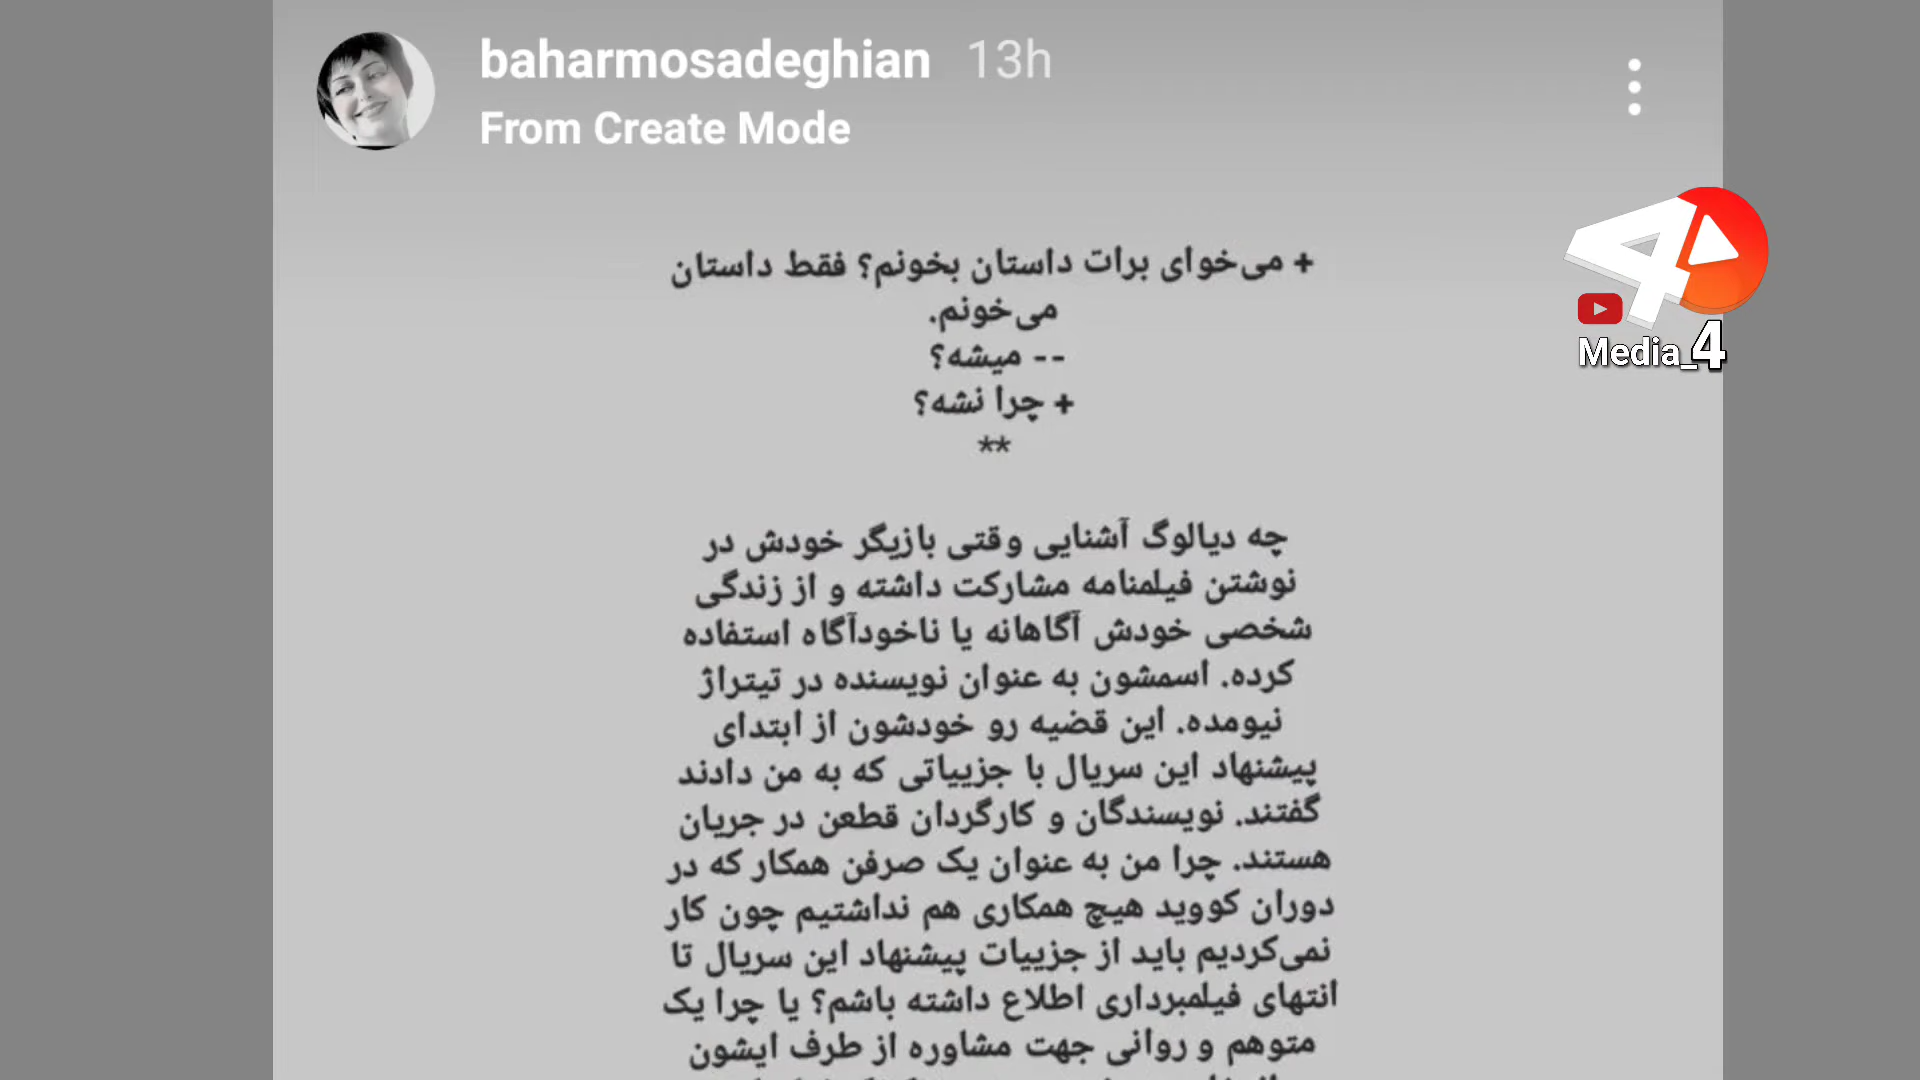 baharmosadeghian 13h
From Create Mode
Media_4
+ می‌خوای برات داستان بخونم؟ فقط داستان
می‌خونم.
-- میشه؟
+ چرا نشه؟
**
چه دیالوگ آشنایی وقتی بازیگر خودش در
نوشتن فیلمنامه مشارکت داشته و از زندگی
شخصی خودش آگاهانه یا ناخودآگاه استفاده
کرده. اسمشون به عنوان نویسنده در تیتراژ
نیومده. این قضیه رو خودشون از ابتدای
پیشنهاد این سریال با جزییاتی که به من دادند
گفتند. نویسندگان و کارگردان قطعن در جریان
هستند. چرا من به عنوان یک صرفن همکار که در
دوران کووید هیچ همکاری هم نداشتیم چون کار
نمی‌کردیم باید از جزییات پیشنهاد این سریال تا
انتهای فیلمبرداری اطلاع داشته باشم؟ یا چرا یک
متوهم و روانی جهت مشاوره از طرف ایشون